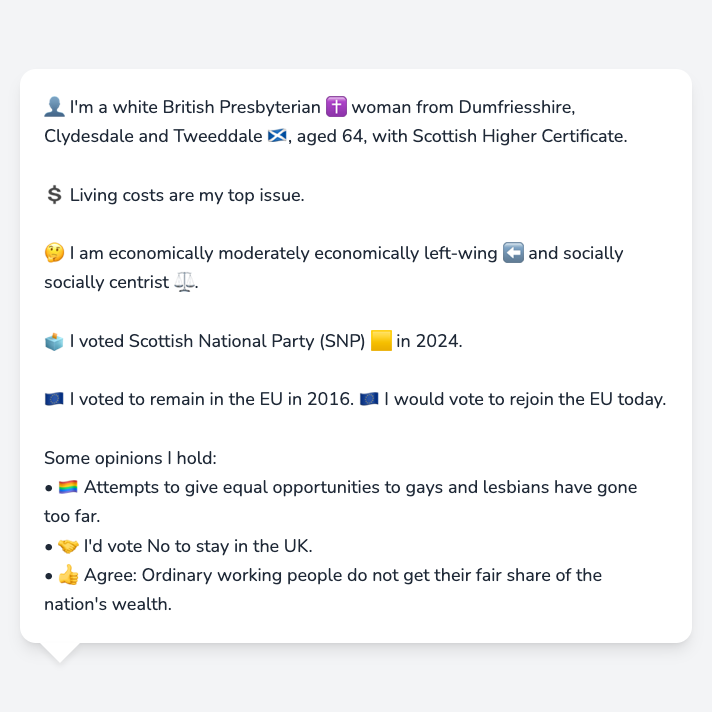 👤 I'm a white British Presbyterian ✝️ woman from Dumfriesshire,
Clydesdale and Tweeddale 🏴󠁧󠁢󠁳󠁣󠁴󠁿, aged 64, with Scottish Higher Certificate.
💲 Living costs are my top issue.
🤔 I am economically moderately economically left-wing ⬅️ and socially
socially centrist ⚖️.
🗳️ I voted Scottish National Party (SNP) 🟨 in 2024.
🇪🇺 I voted to remain in the EU in 2016. 🇪🇺 I would vote to rejoin the EU today.
Some opinions I hold:
• 🏳️‍🌈 Attempts to give equal opportunities to gays and lesbians have gone
too far.
• 🤝 I'd vote No to stay in the UK.
• 👍 Agree: Ordinary working people do not get their fair share of the
nation's wealth.